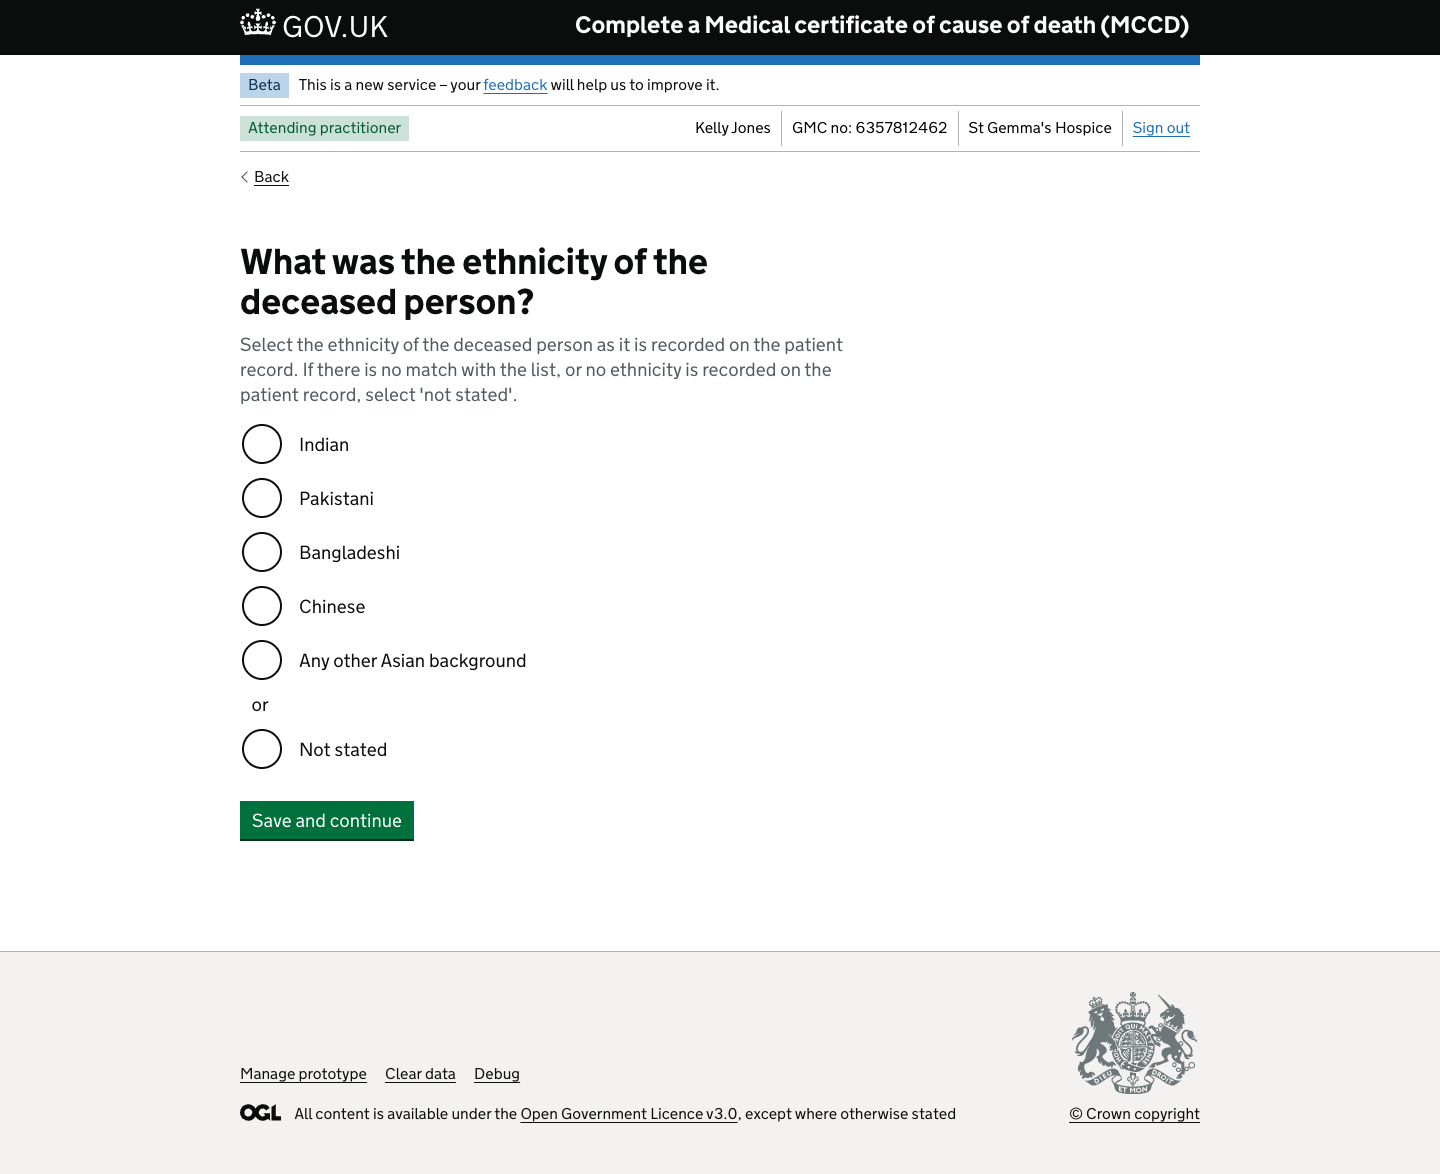 GOV.UK
Complete a Medical certificate of cause of death (MCCD)
Beta
This is a new service – your feedback will help us to improve it.
Attending practitioner
Kelly Jones
GMC no: 6357812462
St Gemma's Hospice
Sign out
Back
What was the ethnicity of the
deceased person?
Select the ethnicity of the deceased person as it is recorded on the patient
record. If there is no match with the list, or no ethnicity is recorded on the
patient record, select 'not stated'.
Indian
Pakistani
Bangladeshi
Chinese
Any other Asian background
or
Not stated
Save and continue
Manage prototype
Clear data
Debug
OGL
All content is available under the Open Government Licence v3.0, except where otherwise stated
DIEU ET MON DROIT
© Crown copyright